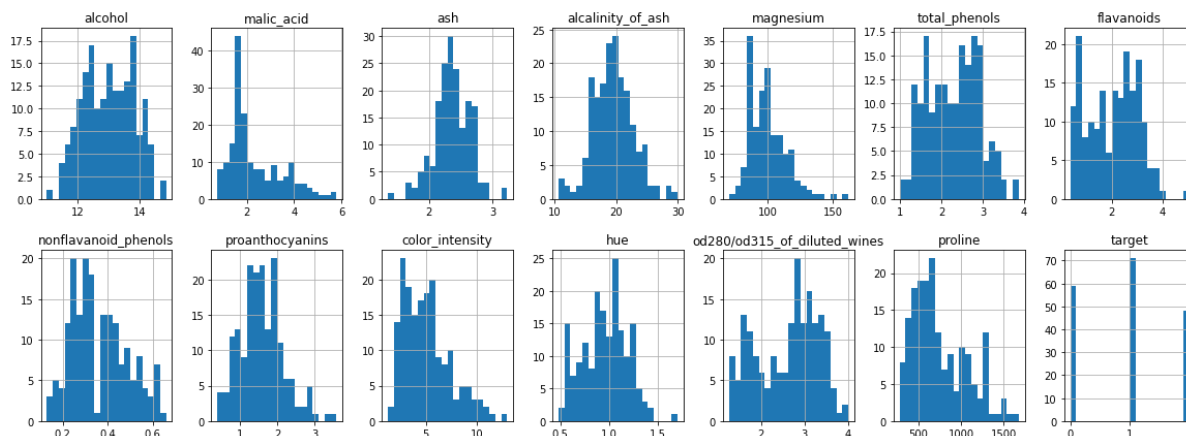 alcohol malic_acid ash alcalinity_of_ash magnesium total_phenols flavanoids
17.5 15.0 12.5 10.0 7.5 5.0 2.5 0.0
12 14
40 30 20 10 0
2 4 6
30 25 20 15 10 5 0
2 3
25 20 15 10 5 0
10 20 30
35 30 25 20 15 10 5 0
100 150
17.5 15.0 12.5 10.0 7.5 5.0 2.5 0.0
1 2 3 4
20 15 10 5 0
2 4
nonflavanoid_phenols proanthocyanins color_intensity hue od280/od315_of_diluted_wines proline target
20 15 10 5 0
0.2 0.4 0.6
20 15 10 5 0
1 2 3
20 15 10 5 0
5 10
25 20 15 10 5 0
0.5 1.0 1.5
20 15 10 5 0
2 3 4
20 15 10 5 0
500 1000 1500
70 60 50 40 30 20 10 0
0 1